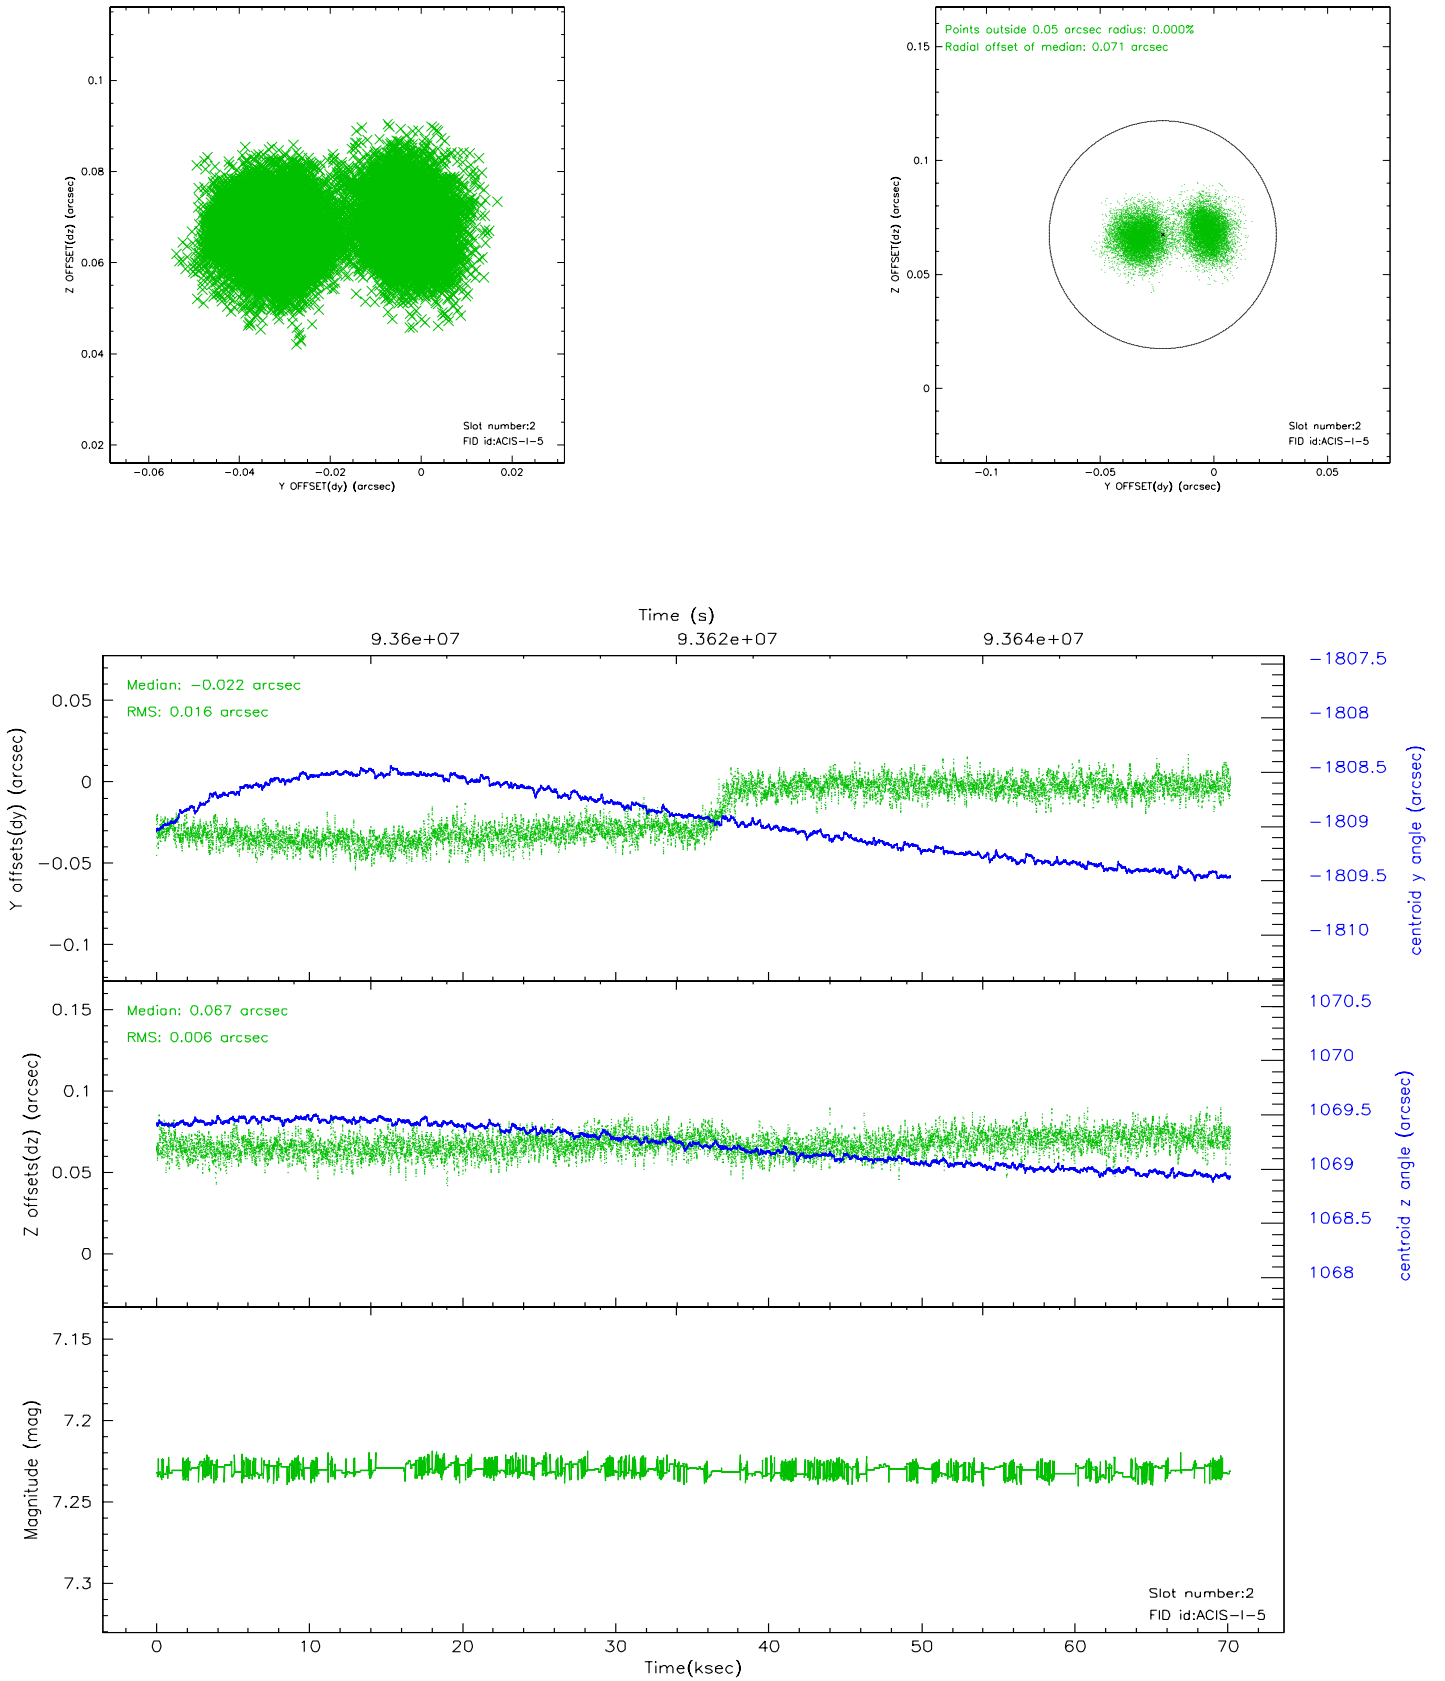 0.1
0.08
0.06
0.04
0.02
Z OFFSET(dz) (arcsec)
Slot number:2
FID id:ACIS-I-5
-0.06 -0.04 -0.02 0 0.02
Y OFFSET(dy) (arcsec)
Points outside 0.05 arcsec radius: 0.000%
Radial offset of median: 0.071 arcsec
0.15
0.1
0.05
0
Z OFFSET(dz) (arcsec)
Slot number:2
FID id:ACIS-I-5
-0.1 -0.05 0 0.05
Y OFFSET(dy) (arcsec)
Time (s)
9.36e+07 9.362e+07 9.364e+07
Median: -0.022 arcsec
RMS: 0.016 arcsec
0.05
0
-0.05
-0.1
Y offsets(dy) (arcsec)
-1807.5
-1808
-1808.5
-1809
-1809.5
-1810
centroid y angle (arcsec)
Median: 0.067 arcsec
RMS: 0.006 arcsec
0.15
0.1
0.05
0
Z offsets(dz) (arcsec)
1070.5
1070
1069.5
1069
1068.5
1068
centroid z angle (arcsec)
7.15
7.2
7.25
7.3
Magnitude (mag)
Slot number:2
FID id:ACIS-I-5
0 10 20 30 40 50 60 70
Time(ksec)